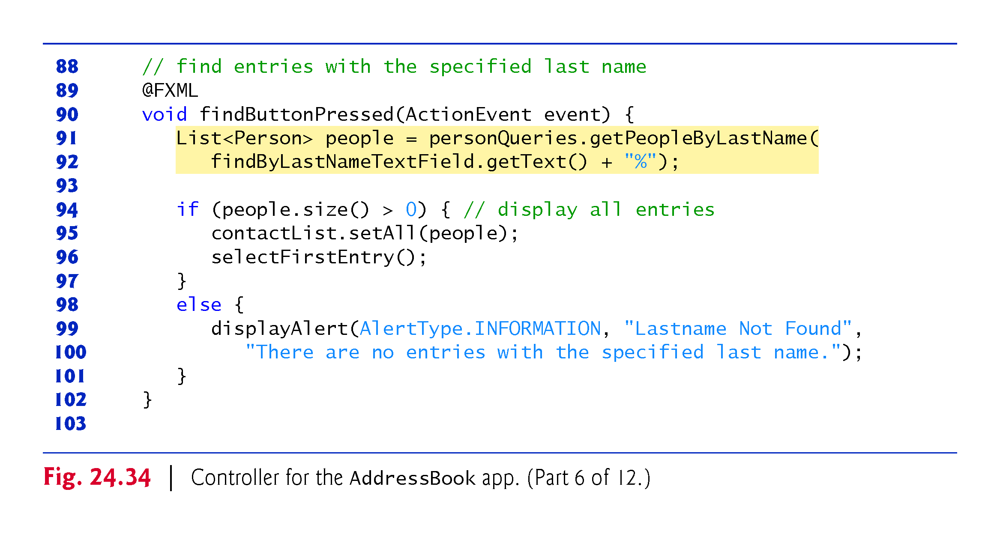 88 // find entries with the specified last name
89 @FXML
90 void findButtonPressed(ActionEvent event) {
91 List<Person> people = personQueries.getPeopleByLastName(
92 findByLastNameTextField.getText() + "%");
93
94 if (people.size() > 0) { // display all entries
95 contactList.setAll(people);
96 selectFirstEntry();
97 }
98 else {
99 displayAlert(AlertType.INFORMATION, "Lastname Not Found",
100 "There are no entries with the specified last name.");
101 }
102 }
103
Fig. 24.34 | Controller for the AddressBook app. (Part 6 of 12.)